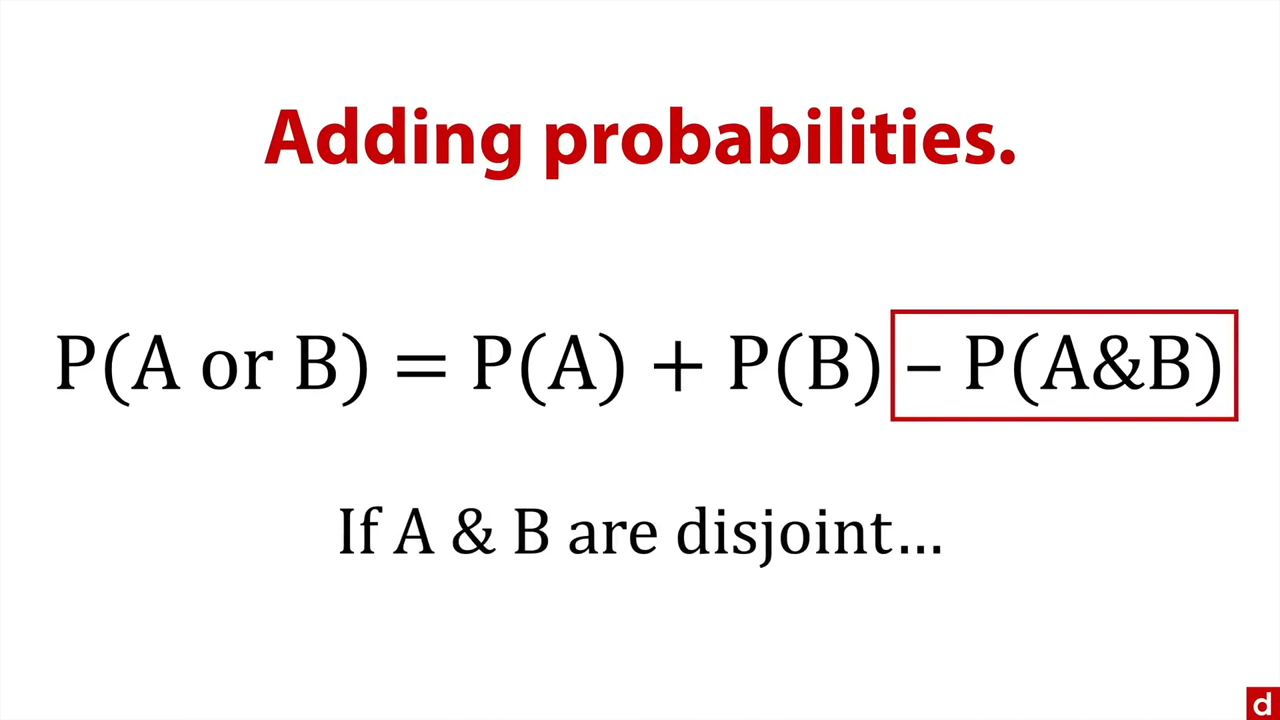 Adding probabilities.
P(A or B) = P(A) + P(B) – P(A&B)
If A & B are disjoint…
d